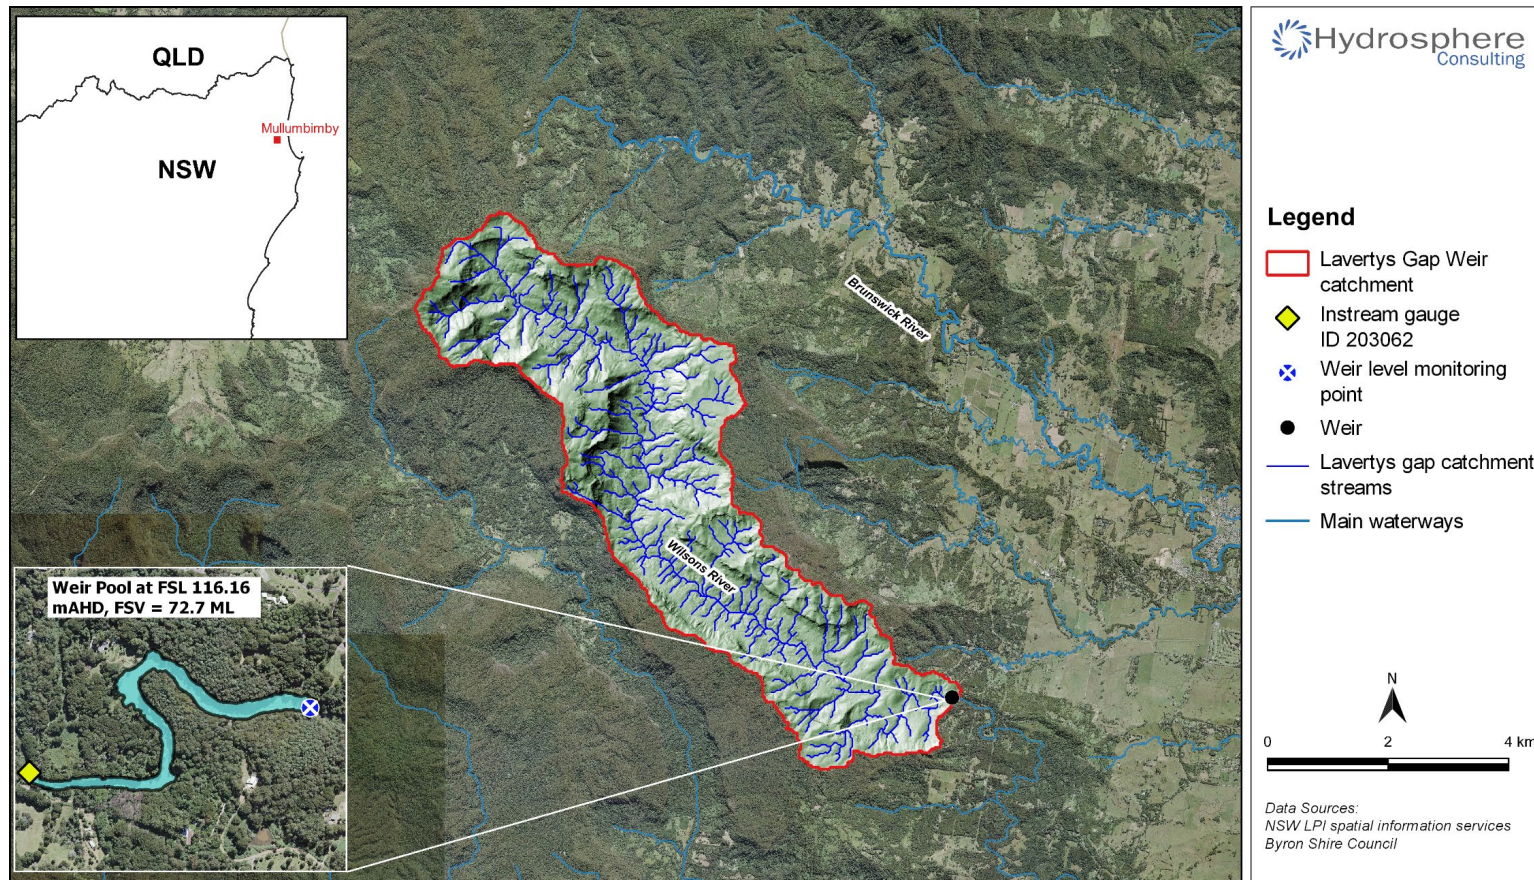 QLD
Mullumbimby
NSW
Brunswick River
Wilsons River
Weir Pool at FSL 116.16
mAHD, FSV = 72.7 ML
Hydrosphere
Consulting
Legend
Lavertys Gap Weir
catchment
Instream gauge
ID 203062
Weir level monitoring
point
Weir
Lavertys gap catchment
streams
Main waterways
N
0 2 4 km
Data Sources:
NSW LPI spatial information services
Byron Shire Council